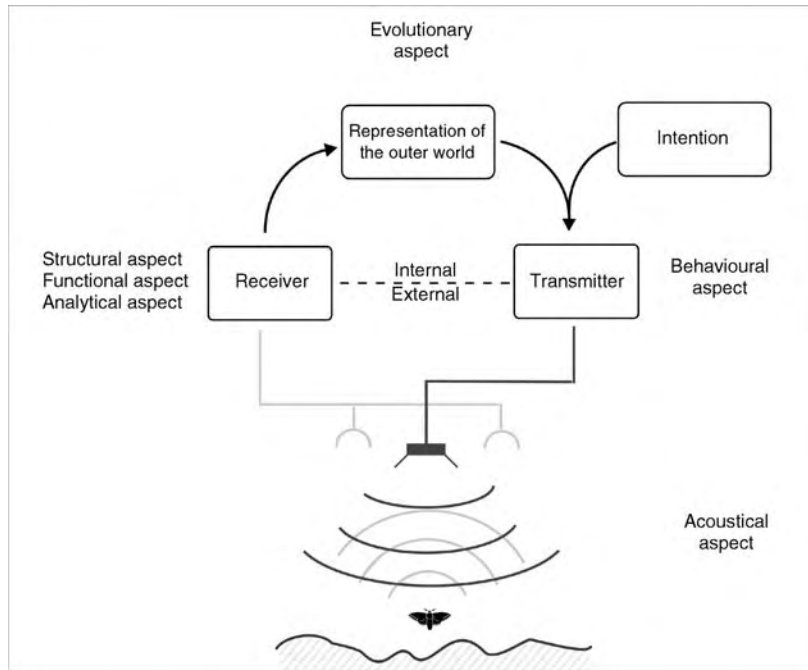 Evolutionary
aspect
Representation of
the outer world
Intention
Structural aspect
Functional aspect
Analytical aspect
Receiver
Internal
External
Transmitter
Behavioural
aspect
Acoustical
aspect